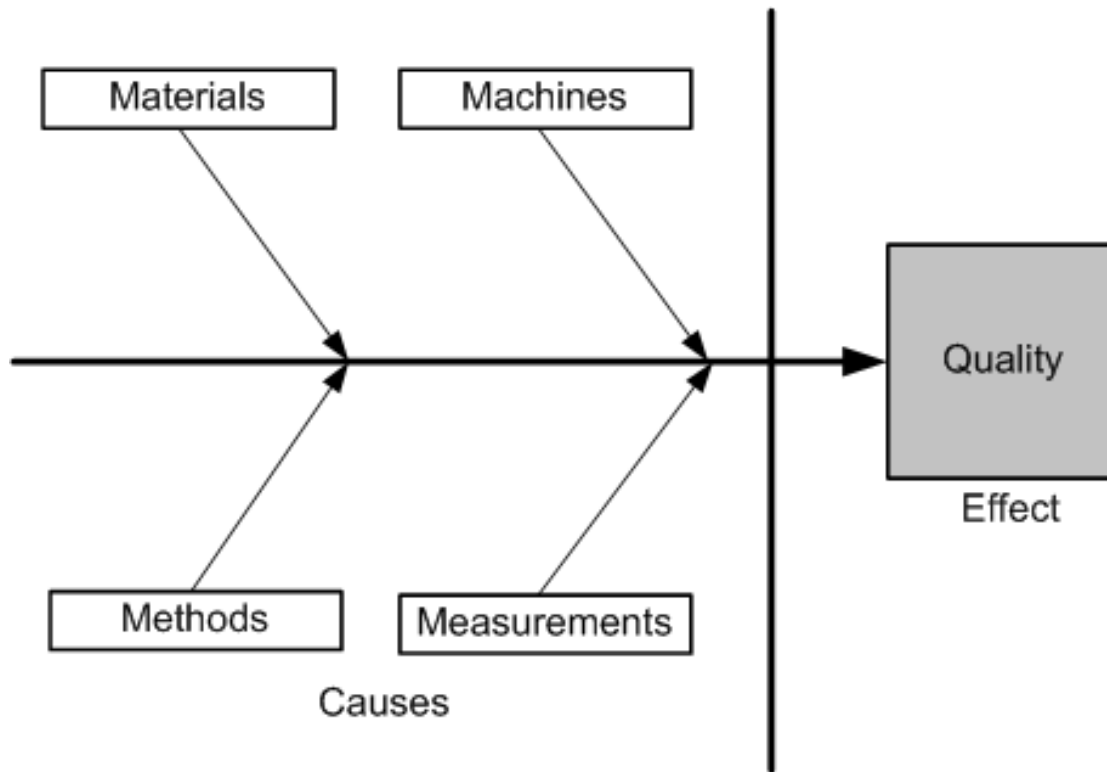 Materials
Machines
Quality
Effect
Methods
Measurements
Causes